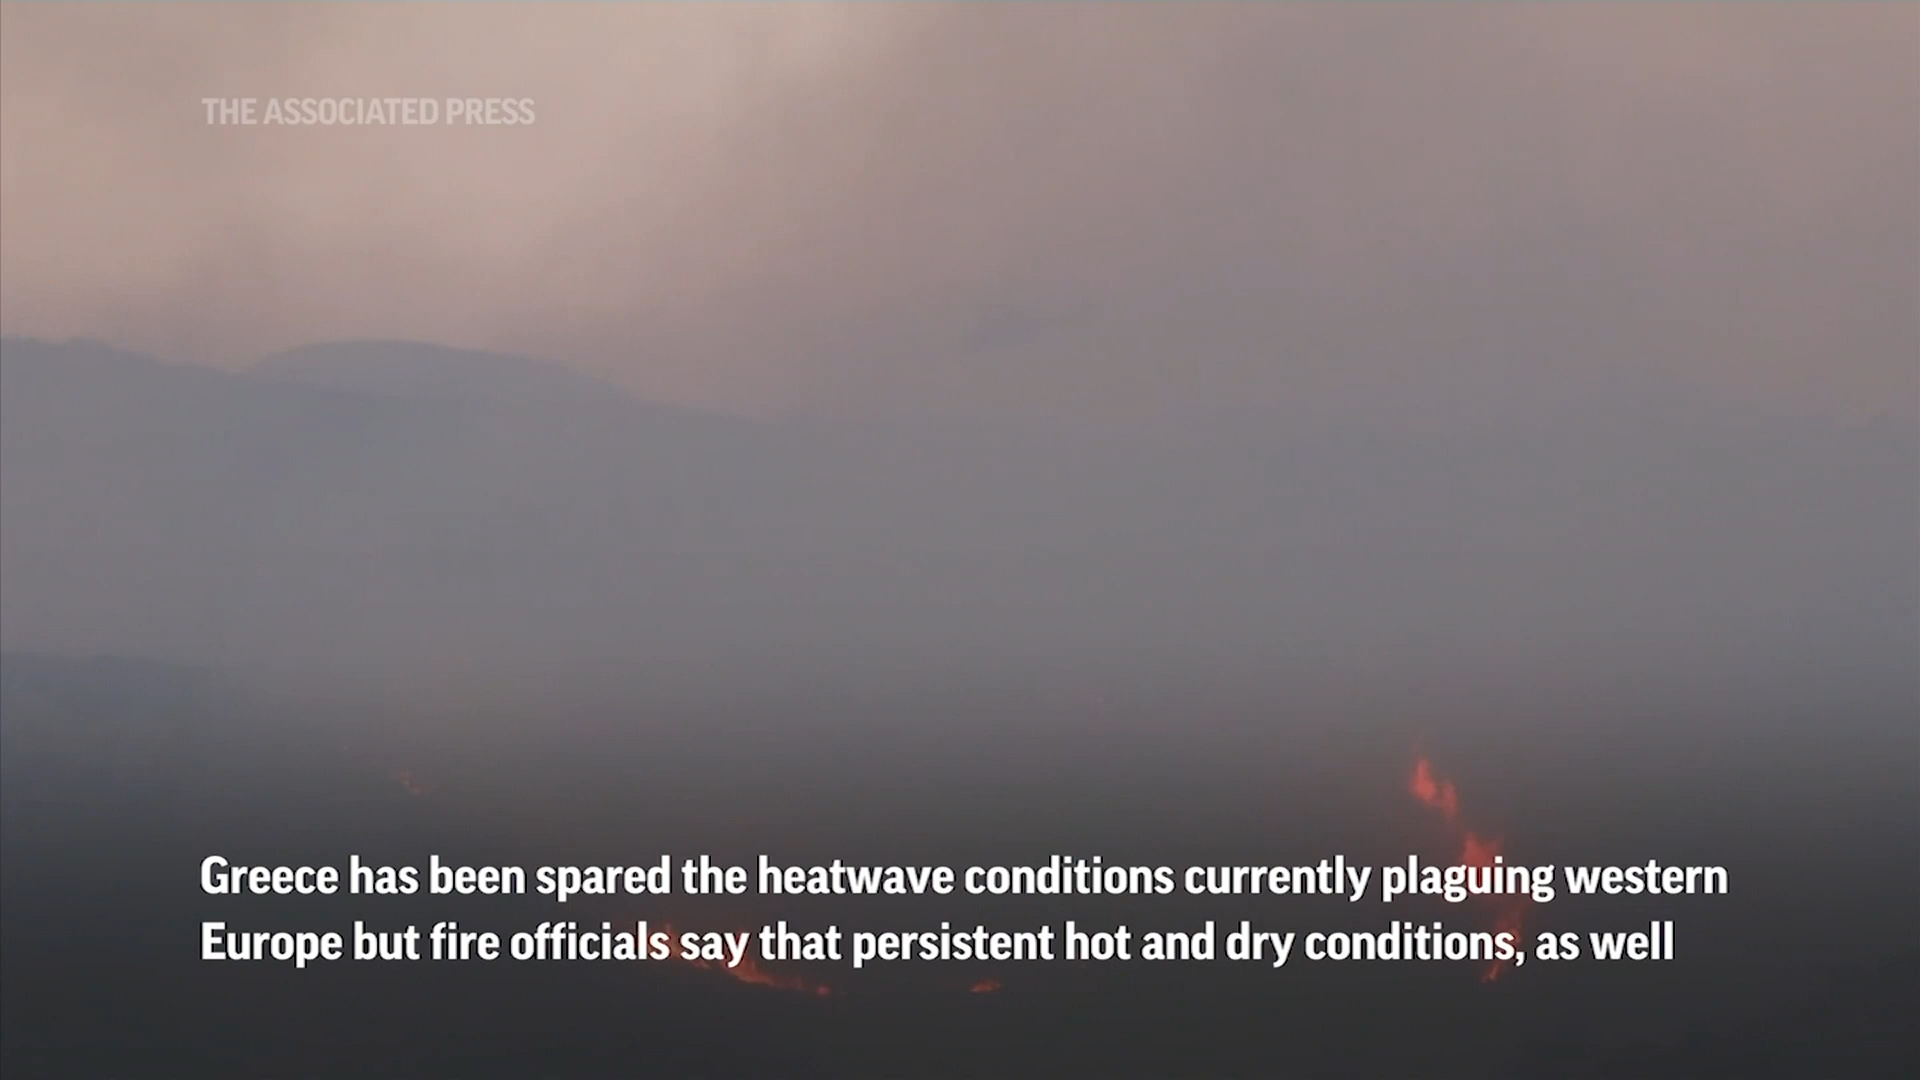 THE ASSOCIATED PRESS
Greece has been spared the heatwave conditions currently plaguing western
Europe but fire officials say that persistent hot and dry conditions, as well